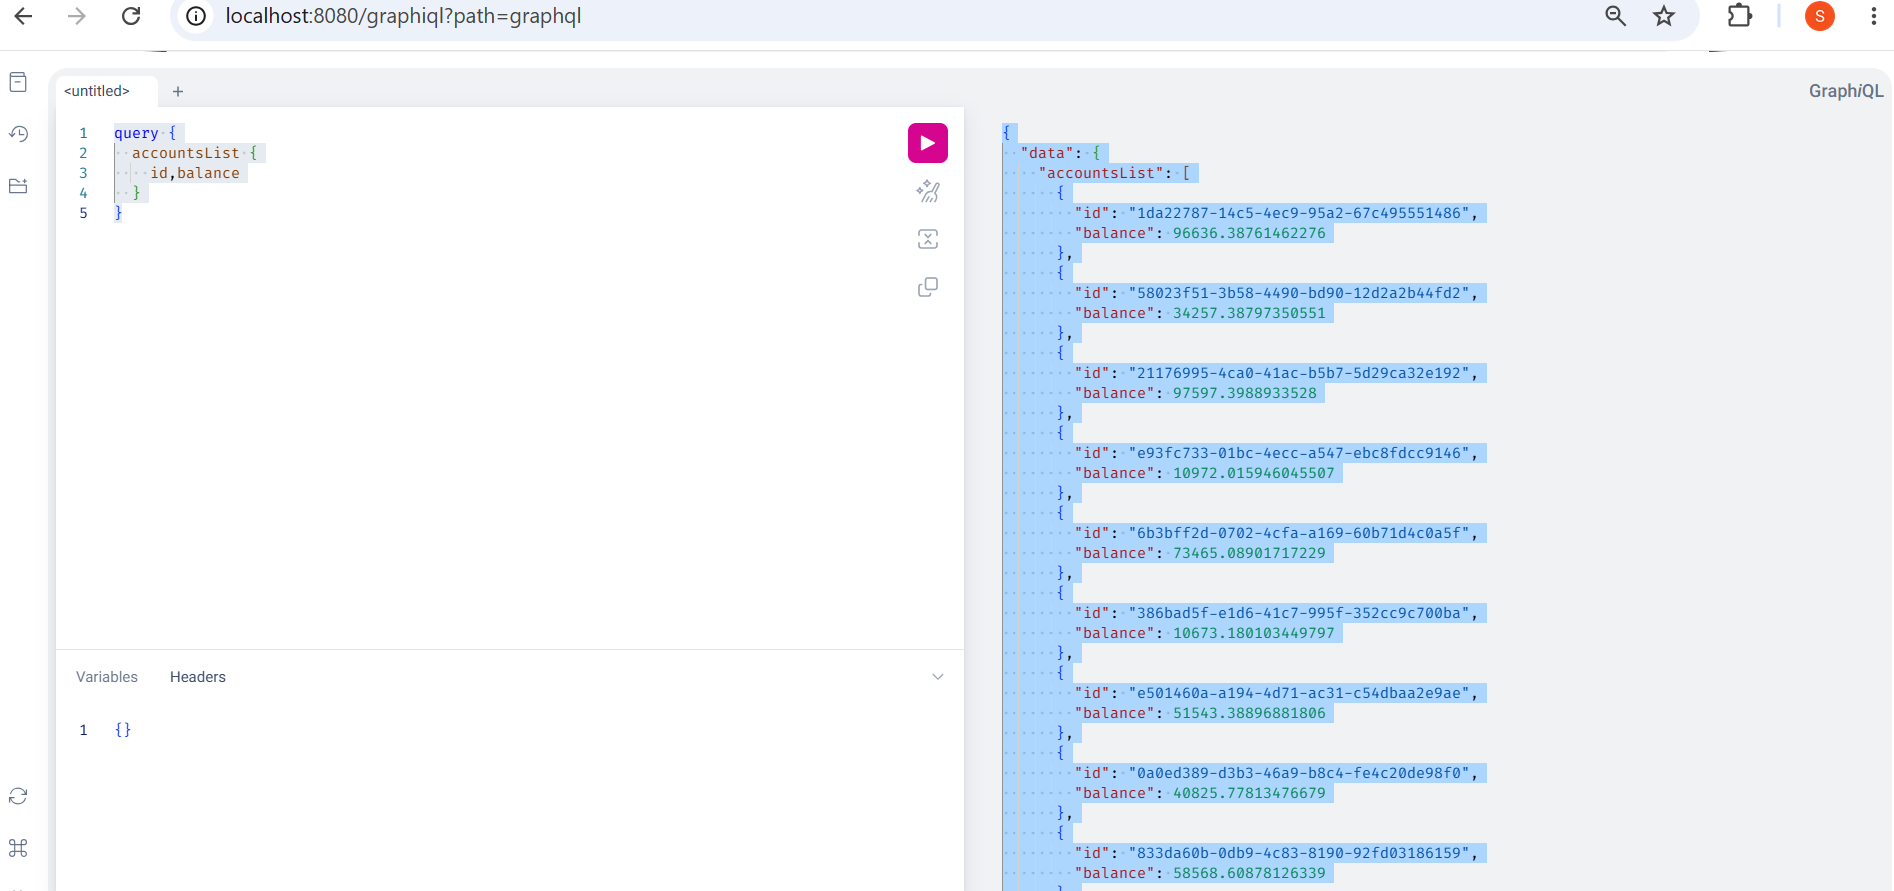 localhost:8080/graphiql?path=graphql
S
<untitled>
+
GraphiQL
1 query {
2 accountsList {
3 id,balance
4 }
5 }
Variables Headers
1 {}
{
"data": {
"accountsList": [
{
"id": "1da22787-14c5-4ec9-95a2-67c495551486",
"balance": 96636.38761462276
},
{
"id": "58023f51-3b58-4490-bd90-12d2a2b44fd2",
"balance": 34257.38797350551
},
{
"id": "21176995-4ca0-41ac-b5b7-5d29ca32e192",
"balance": 97597.3988933528
},
{
"id": "e93fc733-01bc-4ecc-a547-ebc8fdcc9146",
"balance": 10972.015946045507
},
{
"id": "6b3bff2d-0702-4cfa-a169-60b71d4c0a5f",
"balance": 73465.08901717229
},
{
"id": "386bad5f-e1d6-41c7-995f-352cc9c700ba",
"balance": 10673.180103449797
},
{
"id": "e501460a-a194-4d71-ac31-c54dbaa2e9ae",
"balance": 51543.38896881806
},
{
"id": "0a0ed389-d3b3-46a9-b8c4-fe4c20de98f0",
"balance": 40825.77813476679
},
{
"id": "833da60b-0db9-4c83-8190-92fd03186159",
"balance": 58568.60878126339